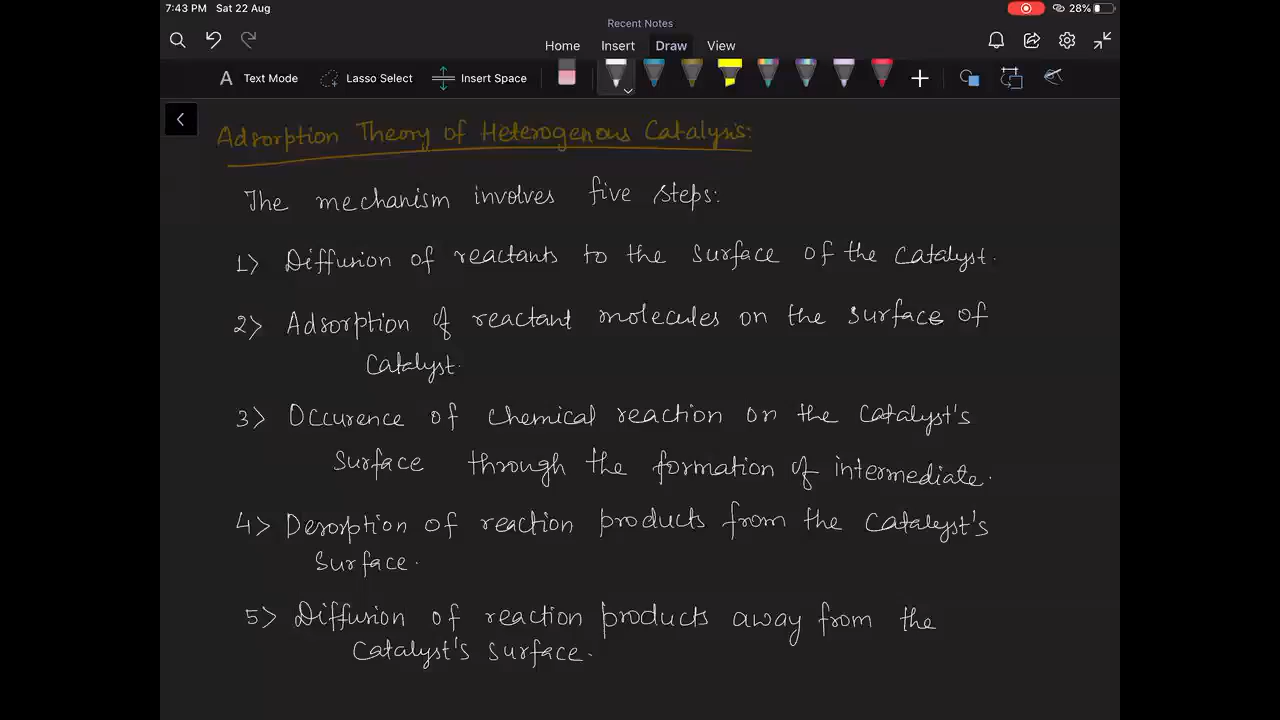 7:43 PM Sat 22 Aug
28%
Recent Notes
Home Insert Draw View
Text Mode Lasso Select Insert Space
Adsorption Theory of Heterogenous Catalysis:
The mechanism involves five steps:
1> Diffusion of reactants to the surface of the catalyst.
2> Adsorption of reactant molecules on the surface of
catalyst.
3> Occurence of chemical reaction on the catalyst's
surface through the formation of intermediate.
4> Desorption of reaction products from the catalyst's
surface.
5> Diffusion of reaction products away from the
catalyst's surface.